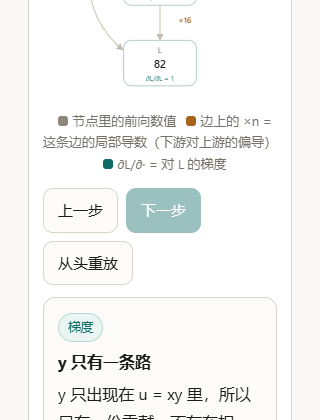 ×16
L
82
∂L/∂L = 1
节点里的前向数值 边上的 ×n =
这条边的局部导数（下游对上游的偏导）
∂L/∂· = 对 L 的梯度
上一步 下一步
从头重放
梯度
y 只有一条路
y 只出现在 u = xy 里，所以